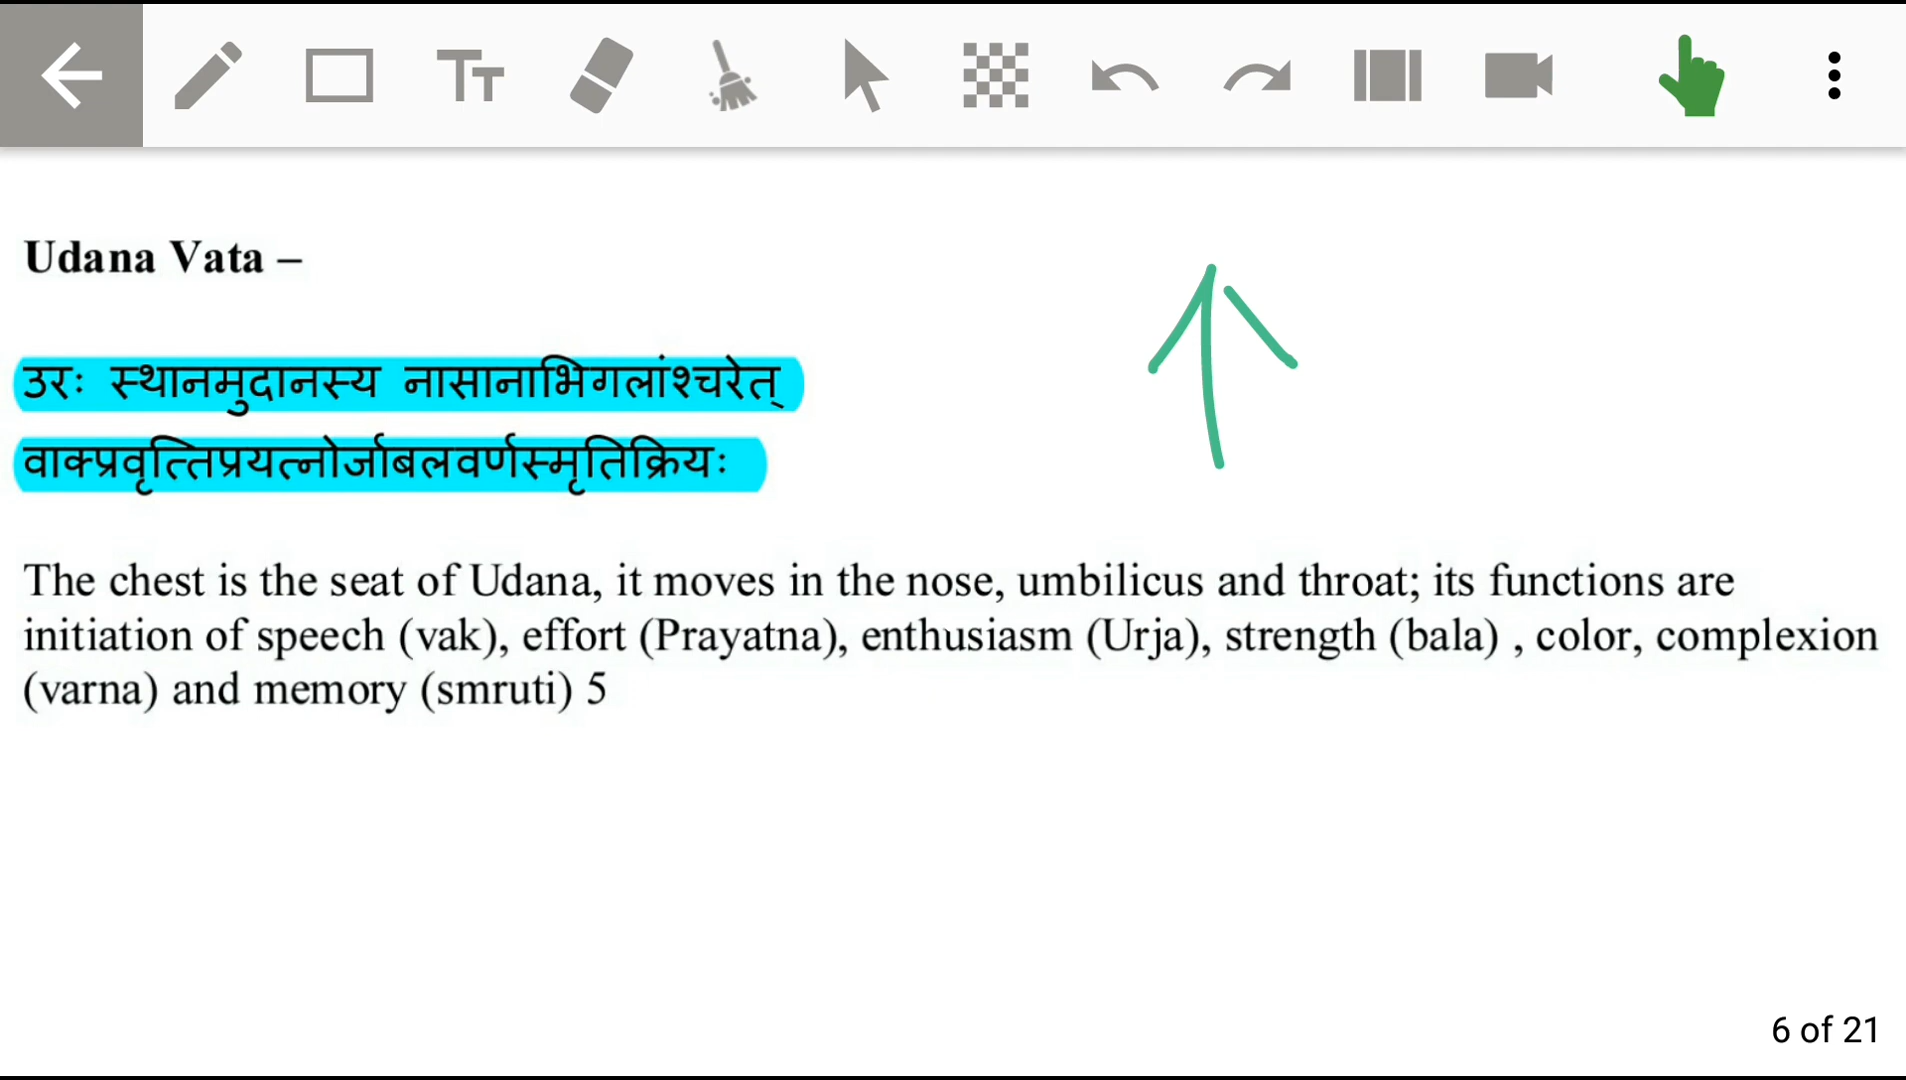 Udana Vata –
उरः स्थानमुदानस्य नासानाभिगलांश्चरेत्
वाक्प्रवृत्तिप्रयत्नोर्जाबलवर्णस्मृतिक्रियः
The chest is the seat of Udana, it moves in the nose, umbilicus and throat; its functions are
initiation of speech (vak), effort (Prayatna), enthusiasm (Urja), strength (bala) , color, complexion
(varna) and memory (smruti) 5
6 of 21